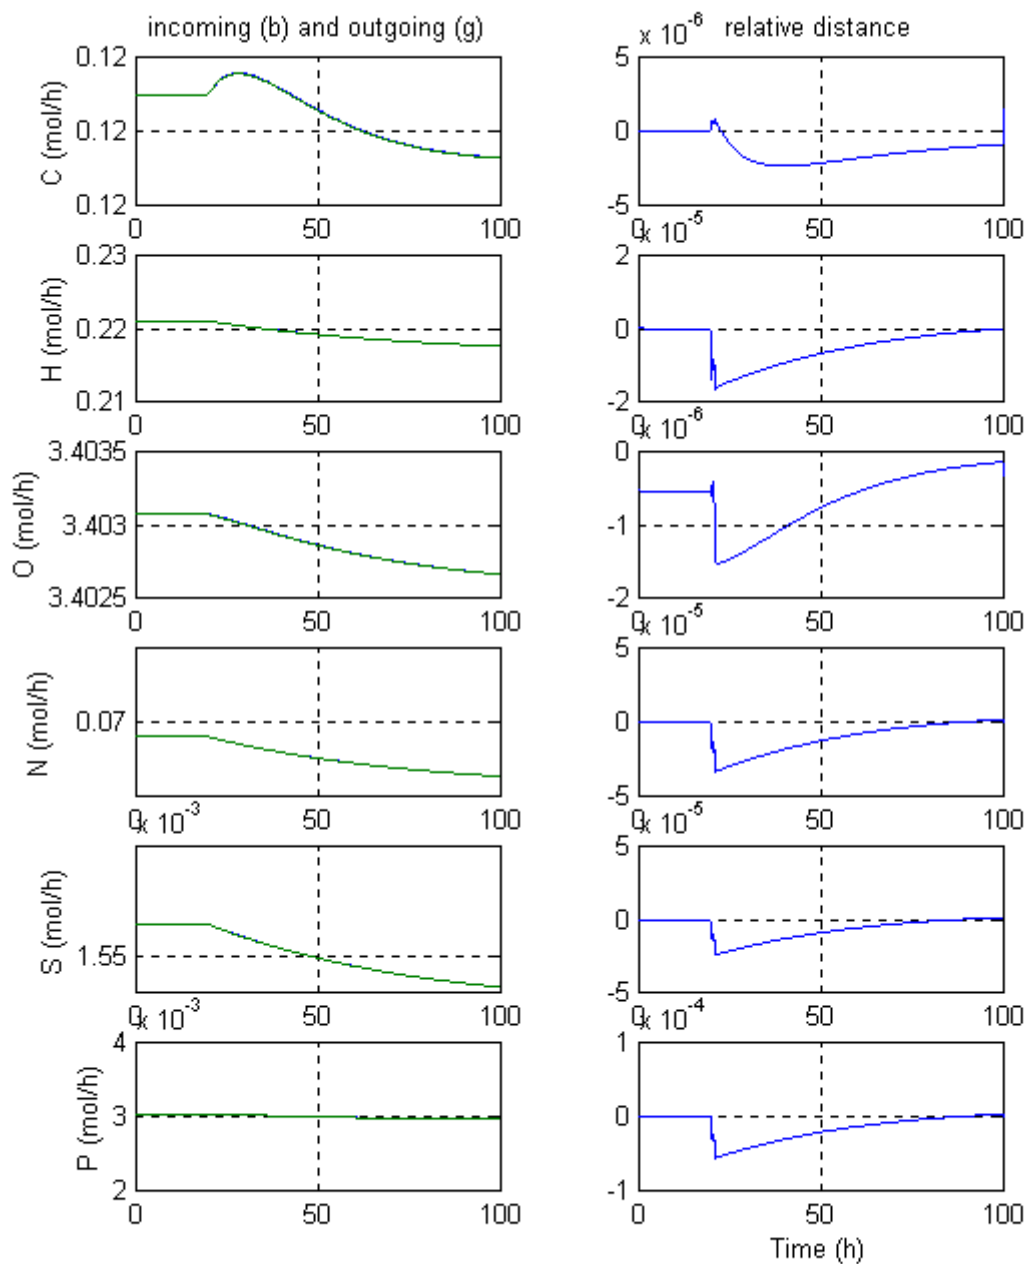 incoming (b) and outgoing (g)
x 10^-6 relative distance
C (mol/h)
0.12
0.12
0.12
0 50 100
5
0
-5
0 50 100
x 10^-5
H (mol/h)
0.23
0.22
0.21
0 50 100
2
0
-2
0 50 100
x 10^-6
O (mol/h)
3.4035
3.403
3.4025
0 50 100
0
-1
-2
0 50 100
x 10^-5
N (mol/h)
0.07
0 50 100
x 10^-3
5
0
-5
0 50 100
x 10^-5
S (mol/h)
1.55
0 50 100
x 10^-3
5
0
-5
0 50 100
x 10^-4
P (mol/h)
4
3
2
0 50 100
1
0
-1
0 50 100
Time (h)